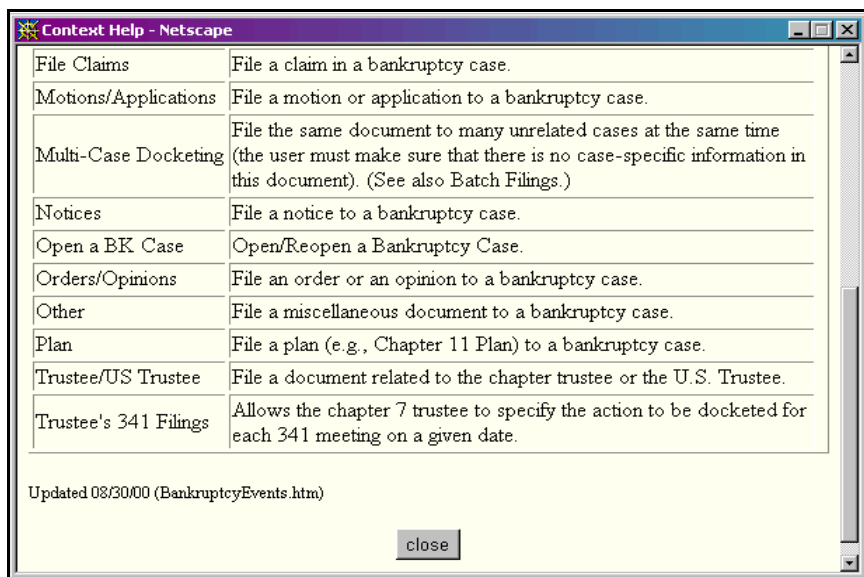 Context Help - Netscape
File Claims File a claim in a bankruptcy case.
Motions/Applications File a motion or application to a bankruptcy case.
Multi-Case Docketing File the same document to many unrelated cases at the same time
(the user must make sure that there is no case-specific information in
this document). (See also Batch Filings.)
Notices File a notice to a bankruptcy case.
Open a BK Case Open/Reopen a Bankruptcy Case.
Orders/Opinions File an order or an opinion to a bankruptcy case.
Other File a miscellaneous document to a bankruptcy case.
Plan File a plan (e.g., Chapter 11 Plan) to a bankruptcy case.
Trustee/US Trustee File a document related to the chapter trustee or the U.S. Trustee.
Trustee's 341 Filings Allows the chapter 7 trustee to specify the action to be docketed for
each 341 meeting on a given date.
Updated 08/30/00 (BankruptcyEvents.htm)
close